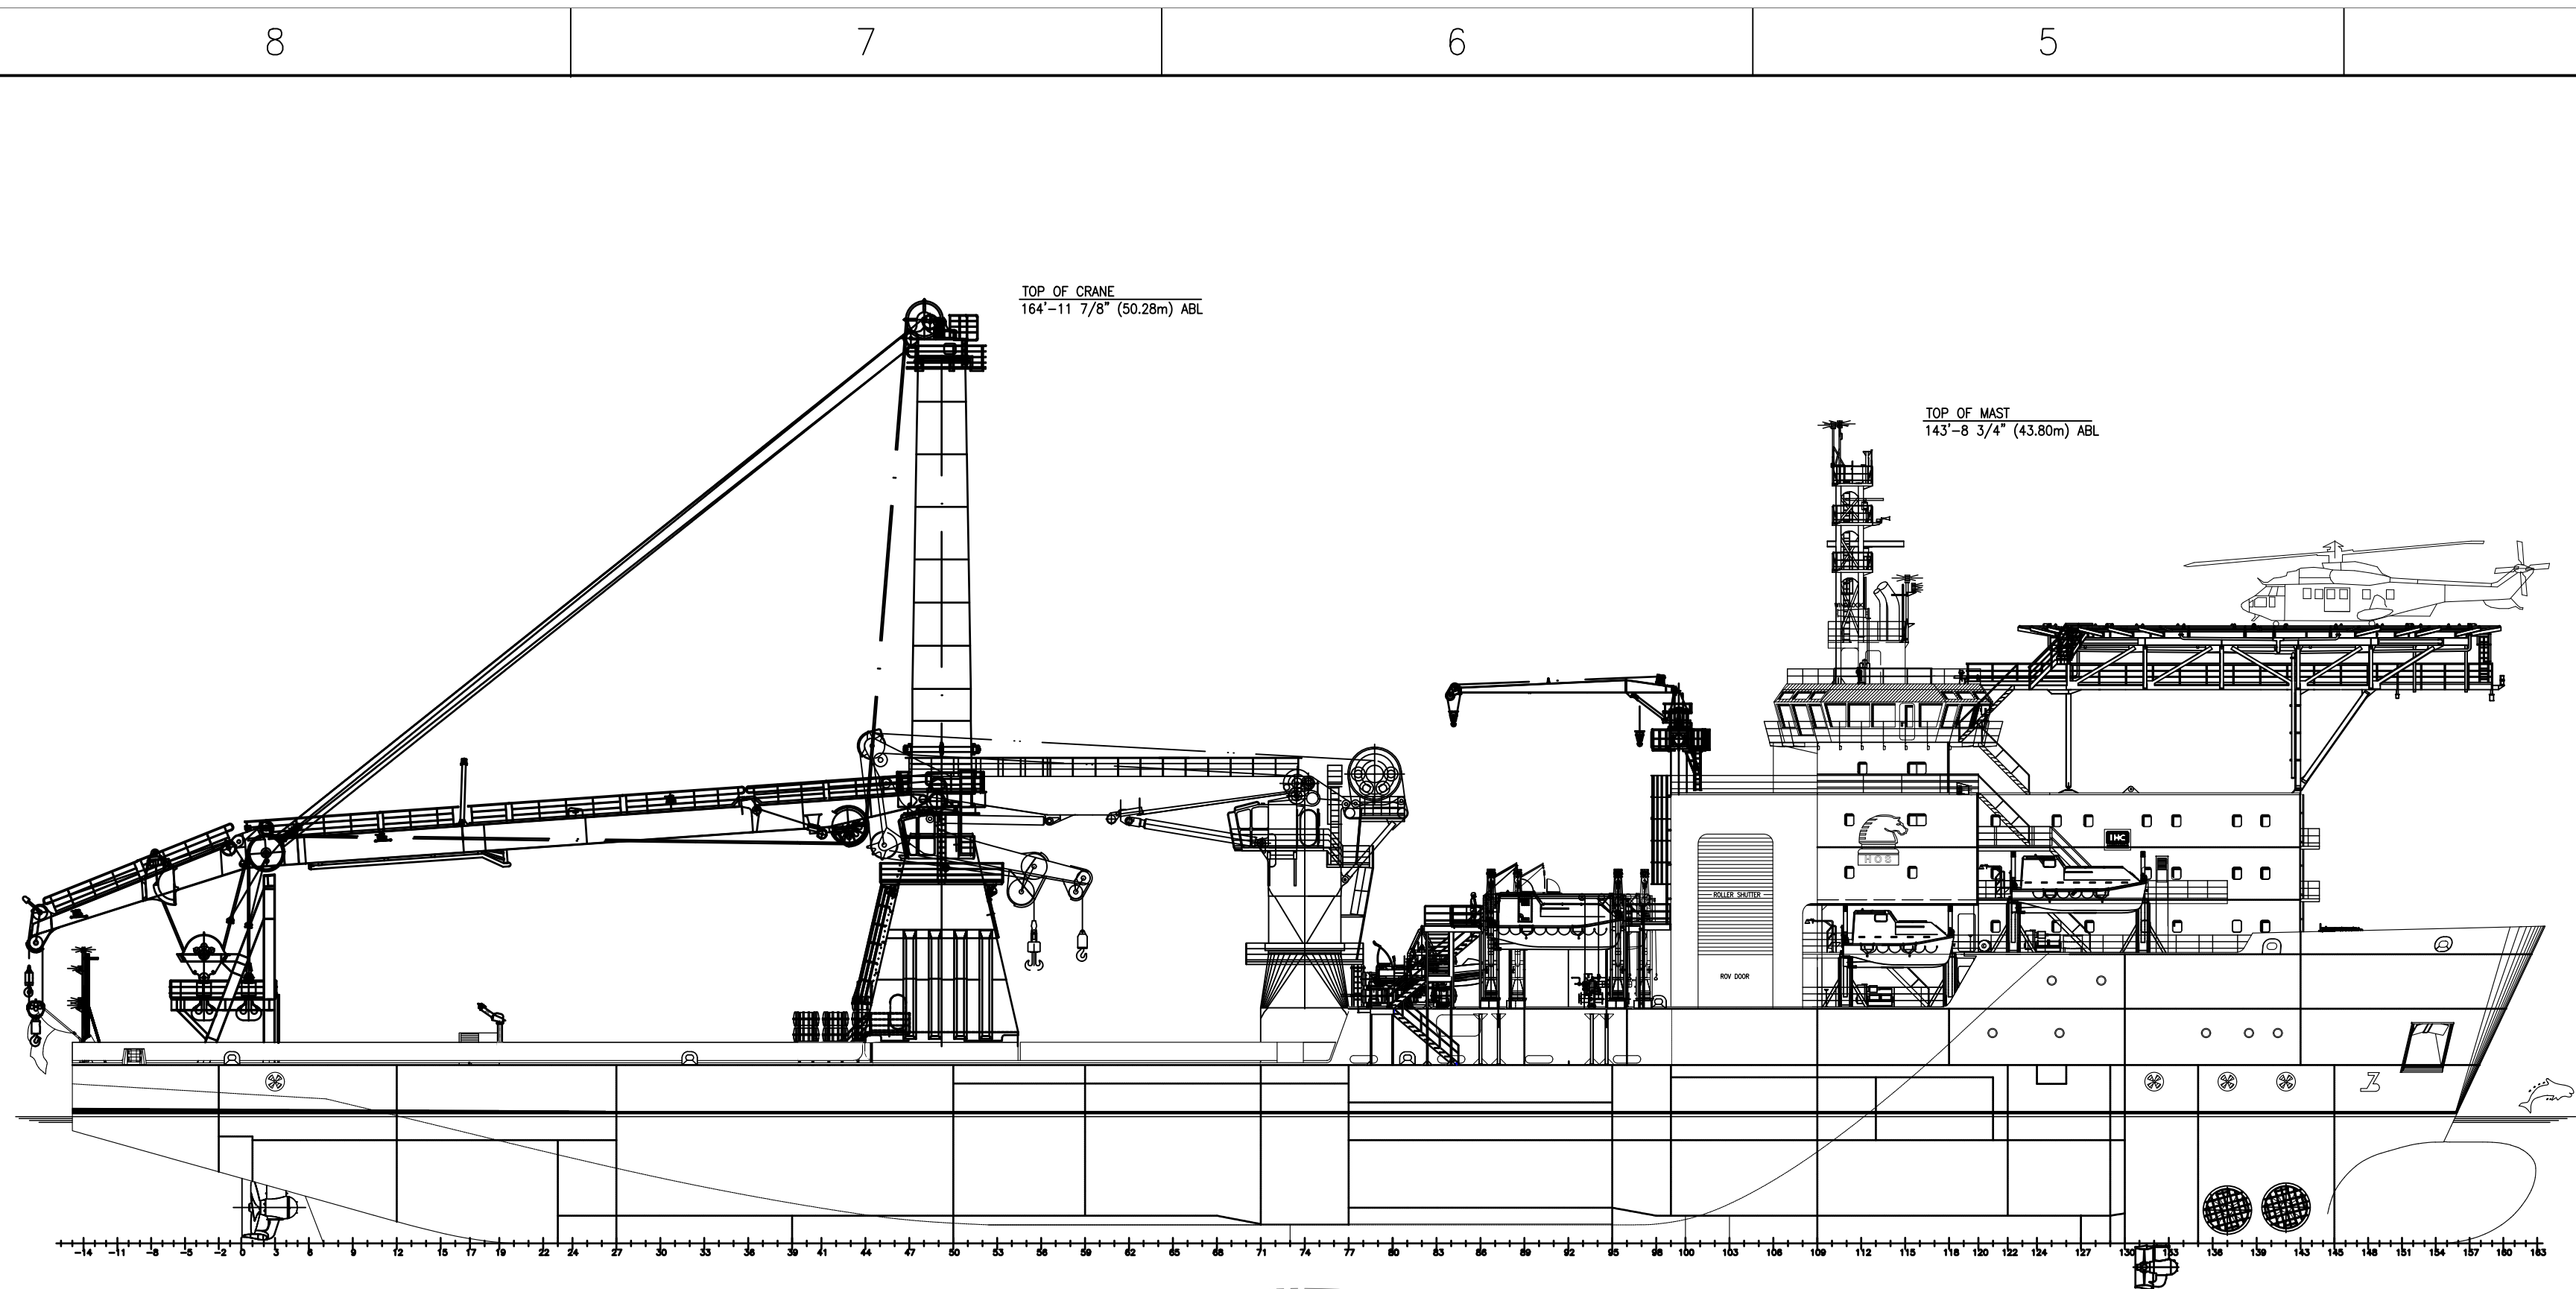 8 7 6 5
TOP OF CRANE
164'-11 7/8" (50.28m) ABL
TOP OF MAST
143'-8 3/4" (43.80m) ABL
HOS
IHC
ROLLER SHUTTER
ROV DOOR
-14 -11 -8 -5 -2 0 3 6 9 12 15 17 19 22 24 27 30 33 36 39 41 44 47 50 53 56 59 62 65 68 71 74 77 80 83 86 89 92 95 98 100 103 106 109 112 115 118 120 122 124 127 130 133 136 139 143 145 148 151 154 157 160 163